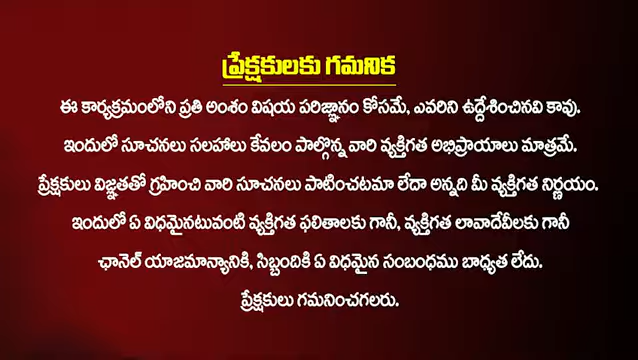 ప్రేక్షకులకు గమనిక
ఈ కార్యక్రమంలోని ప్రతి అంశం విషయ పరిజ్ఞానం కోసమే, ఎవరిని ఉద్దేశించినవి కావు.
ఇందులో సూచనలు సలహాలు కేవలం పాల్గొన్న వారి వ్యక్తిగత అభిప్రాయాలు మాత్రమే.
ప్రేక్షకులు విజ్ఞతతో గ్రహించి వారి సూచనలు పాటించటమా లేదా అన్నది మీ వ్యక్తిగత నిర్ణయం.
ఇందులో ఏ విధమైనటువంటి వ్యక్తిగత ఫలితాలకు గానీ, వ్యక్తిగత లావాదేవీలకు గానీ
ఛానెల్ యాజమాన్యానికి, సిబ్బందికి ఏ విధమైన సంబంధము బాధ్యత లేదు.
ప్రేక్షకులు గమనించగలరు.